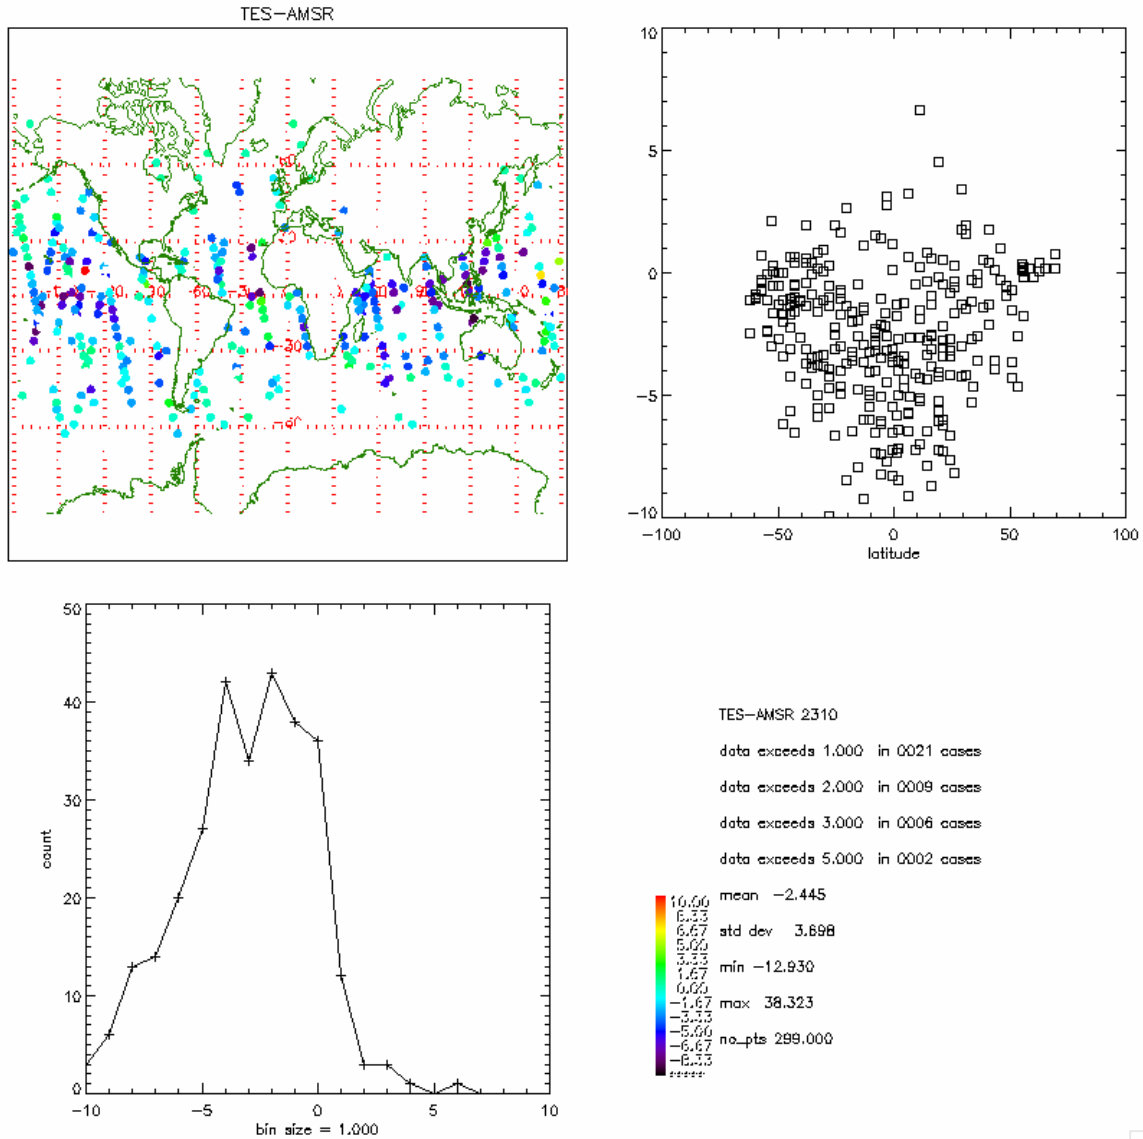 TES-AMSR
60
-30
-60
10
5
0
-5
-10
-100
-50
0
50
100
latitude
50
40
30
20
10
0
count
-10
-5
0
5
10
bin size = 1.000
TES-AMSR 2310
data exceeds 1.000 in 0021 cases
data exceeds 2.000 in 0009 cases
data exceeds 3.000 in 0006 cases
data exceeds 5.000 in 0002 cases
mean -2.445
std dev 3.698
min -12.930
max 38.323
no_pts 299.000
10.00
8.33
6.67
5.00
3.33
1.67
0.00
-1.67
-3.33
-5.00
-6.67
-8.33